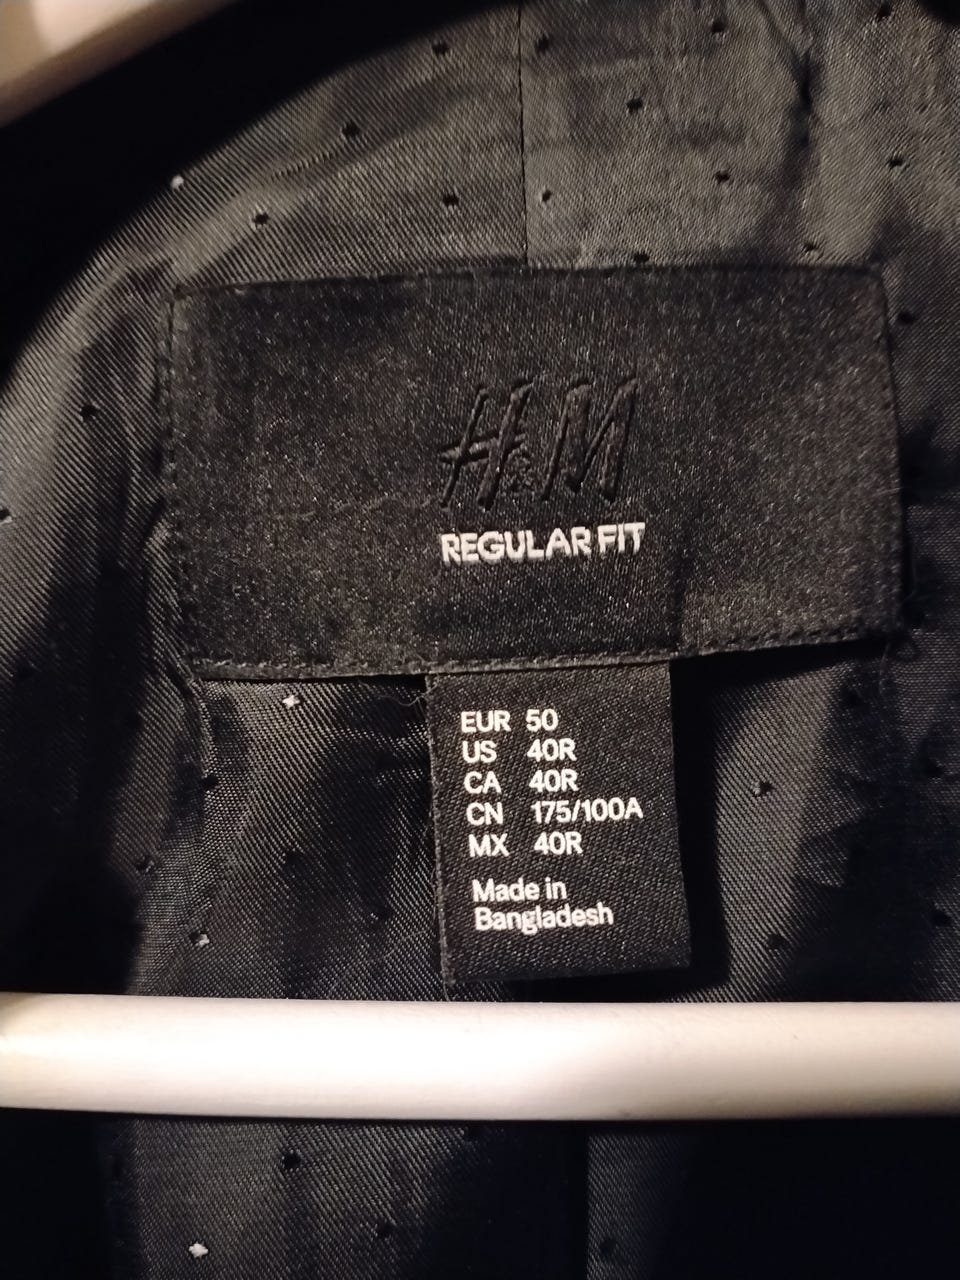 H&M
REGULAR FIT
EUR 50
US 40R
CA 40R
CN 175/100A
MX 40R
Made in
Bangladesh